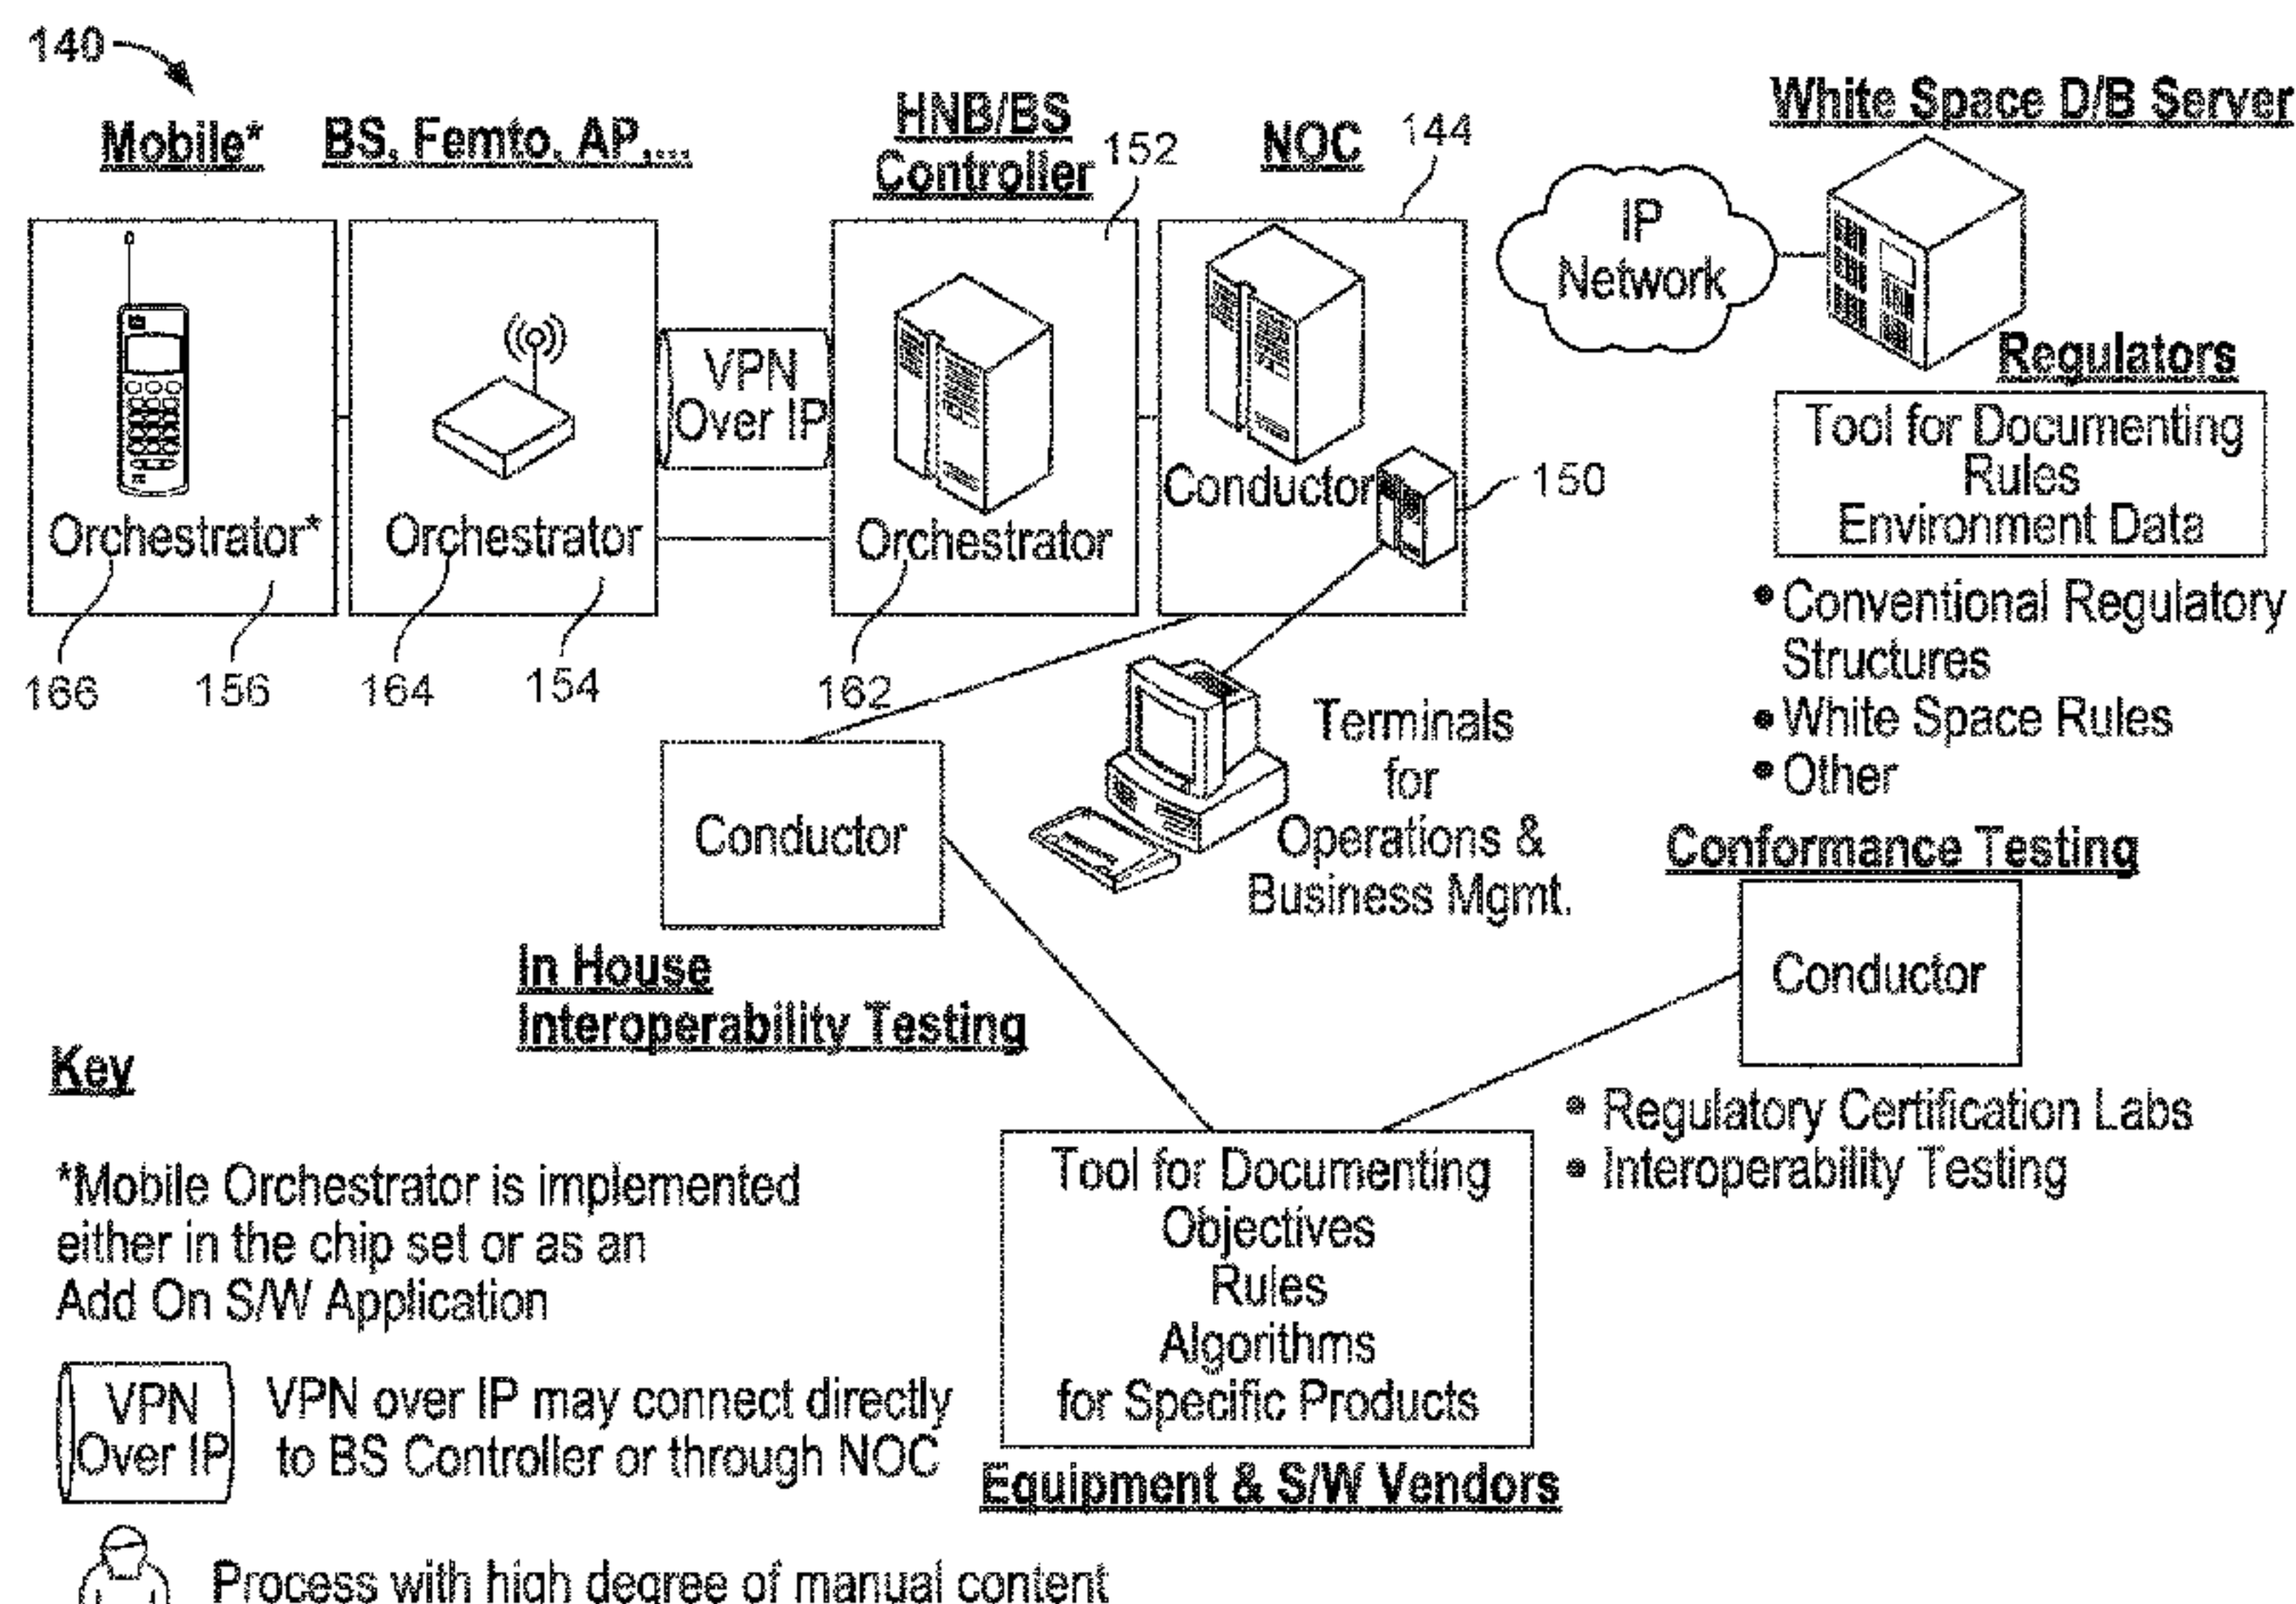 140
Mobile*
BS, Femto, AP,...
HNB/BS
Controller
152
NOC
144
White Space D/B Server
IP
Network
VPN
Over IP
Orchestrator*
Orchestrator
Orchestrator
Conductor
150
166
156
164
154
162
Regulators
Tool for Documenting
Rules
Environment Data
• Conventional Regulatory
Structures
• White Space Rules
• Other
Conductor
In House
Interoperability Testing
Terminals
for
Operations &
Business Mgmt.
Conformance Testing
Conductor
• Regulatory Certification Labs
• Interoperability Testing
Tool for Documenting
Objectives
Rules
Algorithms
for Specific Products
Equipment & S/W Vendors
Key
*Mobile Orchestrator is implemented
either in the chip set or as an
Add On S/W Application
VPN
Over IP
VPN over IP may connect directly
to BS Controller or through NOC
Process with high degree of manual content